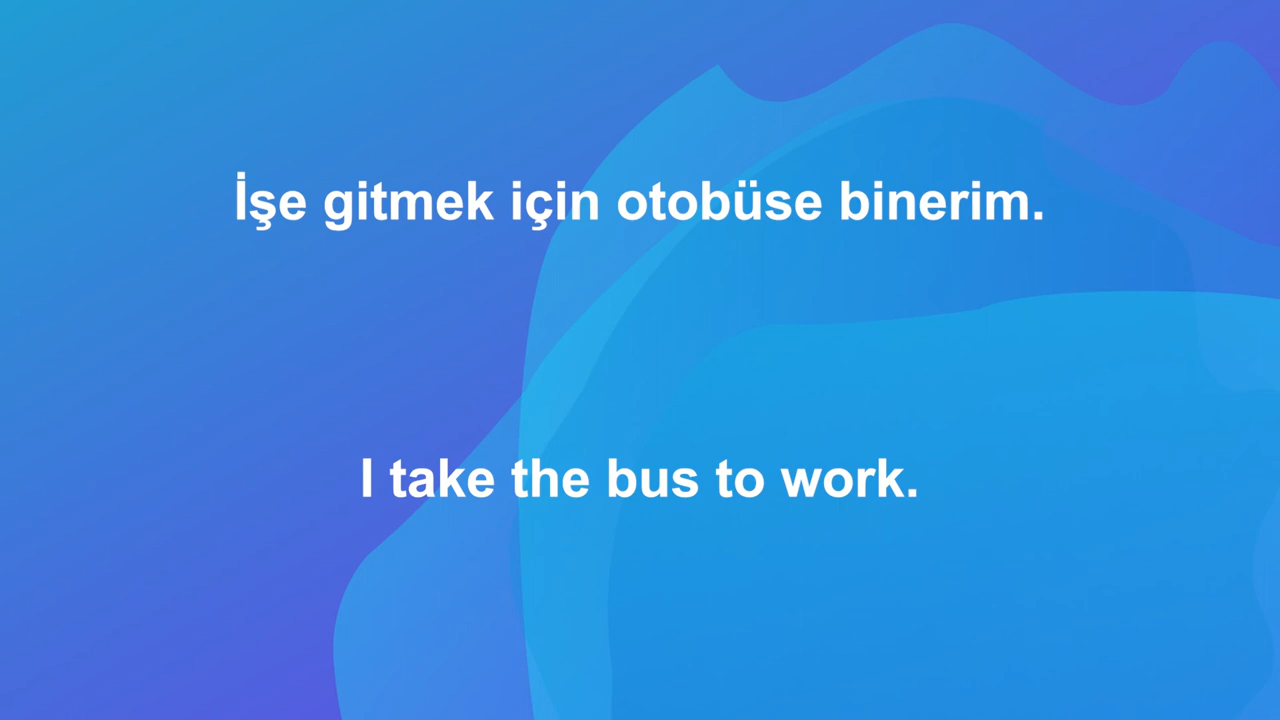 İşe gitmek için otobüse binerim.
I take the bus to work.